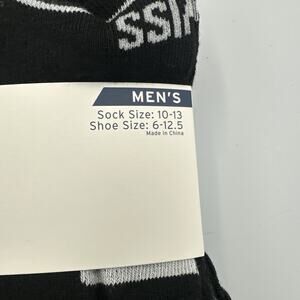 MEN'S
Sock Size: 10-13
Shoe Size: 6-12.5
Made in China